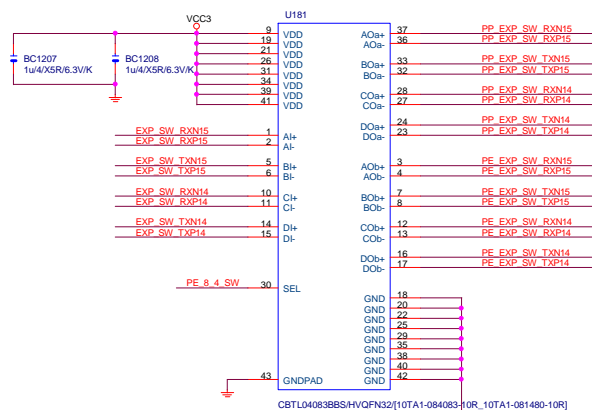 U181
VCC3
BC1207
1u/4/X5R/6.3V/K
BC1208
1u/4/X5R/6.3V/K
9 VDD
19 VDD
21 VDD
26 VDD
31 VDD
34 VDD
39 VDD
41 VDD
EXP_SW_RXN15 1 AI+
EXP_SW_RXP15 2 AI-
EXP_SW_TXN15 5 BI+
EXP_SW_TXP15 6 BI-
EXP_SW_RXN14 10 CI+
EXP_SW_RXP14 11 CI-
EXP_SW_TXN14 14 DI+
EXP_SW_TXP14 15 DI-
PE_8_4_SW 30 SEL
43 GNDPAD
AOa+ 37 PP_EXP_SW_RXN15
AOa- 36 PP_EXP_SW_RXP15
BOa+ 33 PP_EXP_SW_TXN15
BOa- 32 PP_EXP_SW_TXP15
COa+ 28 PP_EXP_SW_RXN14
COa- 27 PP_EXP_SW_RXP14
DOa+ 24 PP_EXP_SW_TXN14
DOa- 23 PP_EXP_SW_TXP14
AOb+ 3 PE_EXP_SW_RXN15
AOb- 4 PE_EXP_SW_RXP15
BOb+ 7 PE_EXP_SW_TXN15
BOb- 8 PE_EXP_SW_TXP15
COb+ 12 PE_EXP_SW_RXN14
COb- 13 PE_EXP_SW_RXP14
DOb+ 16 PE_EXP_SW_TXN14
DOb- 17 PE_EXP_SW_TXP14
GND 18
GND 20
GND 22
GND 25
GND 29
GND 35
GND 38
GND 40
GND 42
CBTL04083BBS/HVQFN32/[10TA1-084083-10R_10TA1-081480-10R]